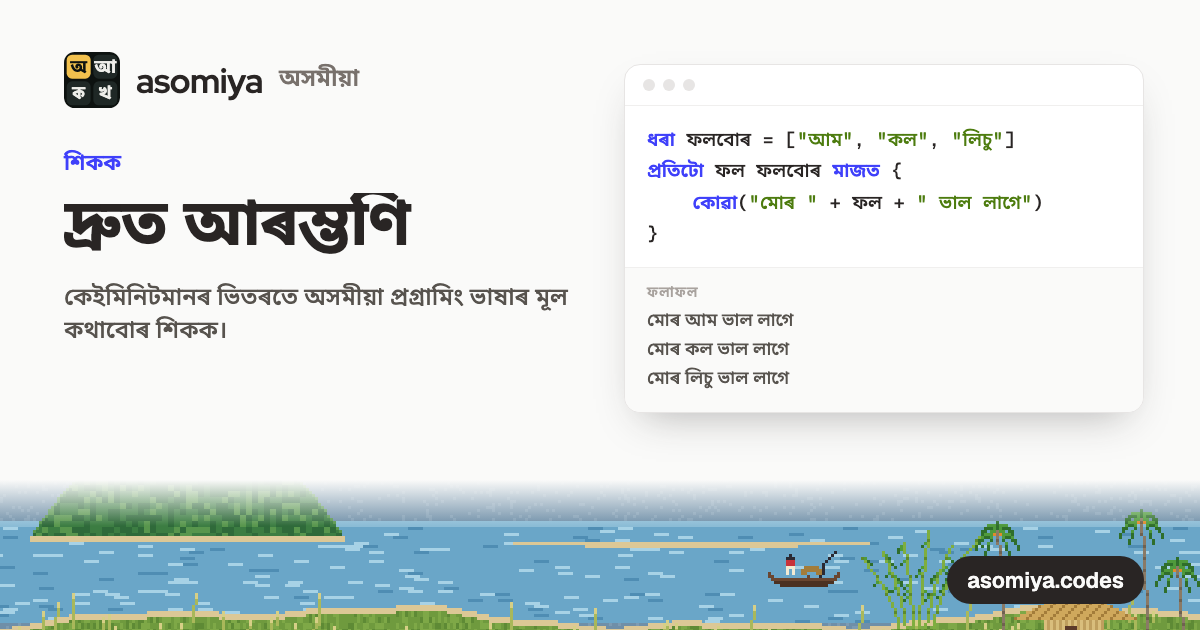 অ আ
ক খ
asomiya অসমীয়া
শিকক
দ্ৰুত আৰম্ভণি
কেইমিনিটমানৰ ভিতৰতে অসমীয়া প্ৰগ্ৰামিং ভাষাৰ মূল
কথাবোৰ শিকক।
ধৰা ফলবোৰ = ["আম", "কল", "লিচু"]
প্ৰতিটো ফল ফলবোৰ মাজত {
কোৱা("মোৰ " + ফল + " ভাল লাগে")
}
ফলাফল
মোৰ আম ভাল লাগে
মোৰ কল ভাল লাগে
মোৰ লিচু ভাল লাগে
asomiya.codes